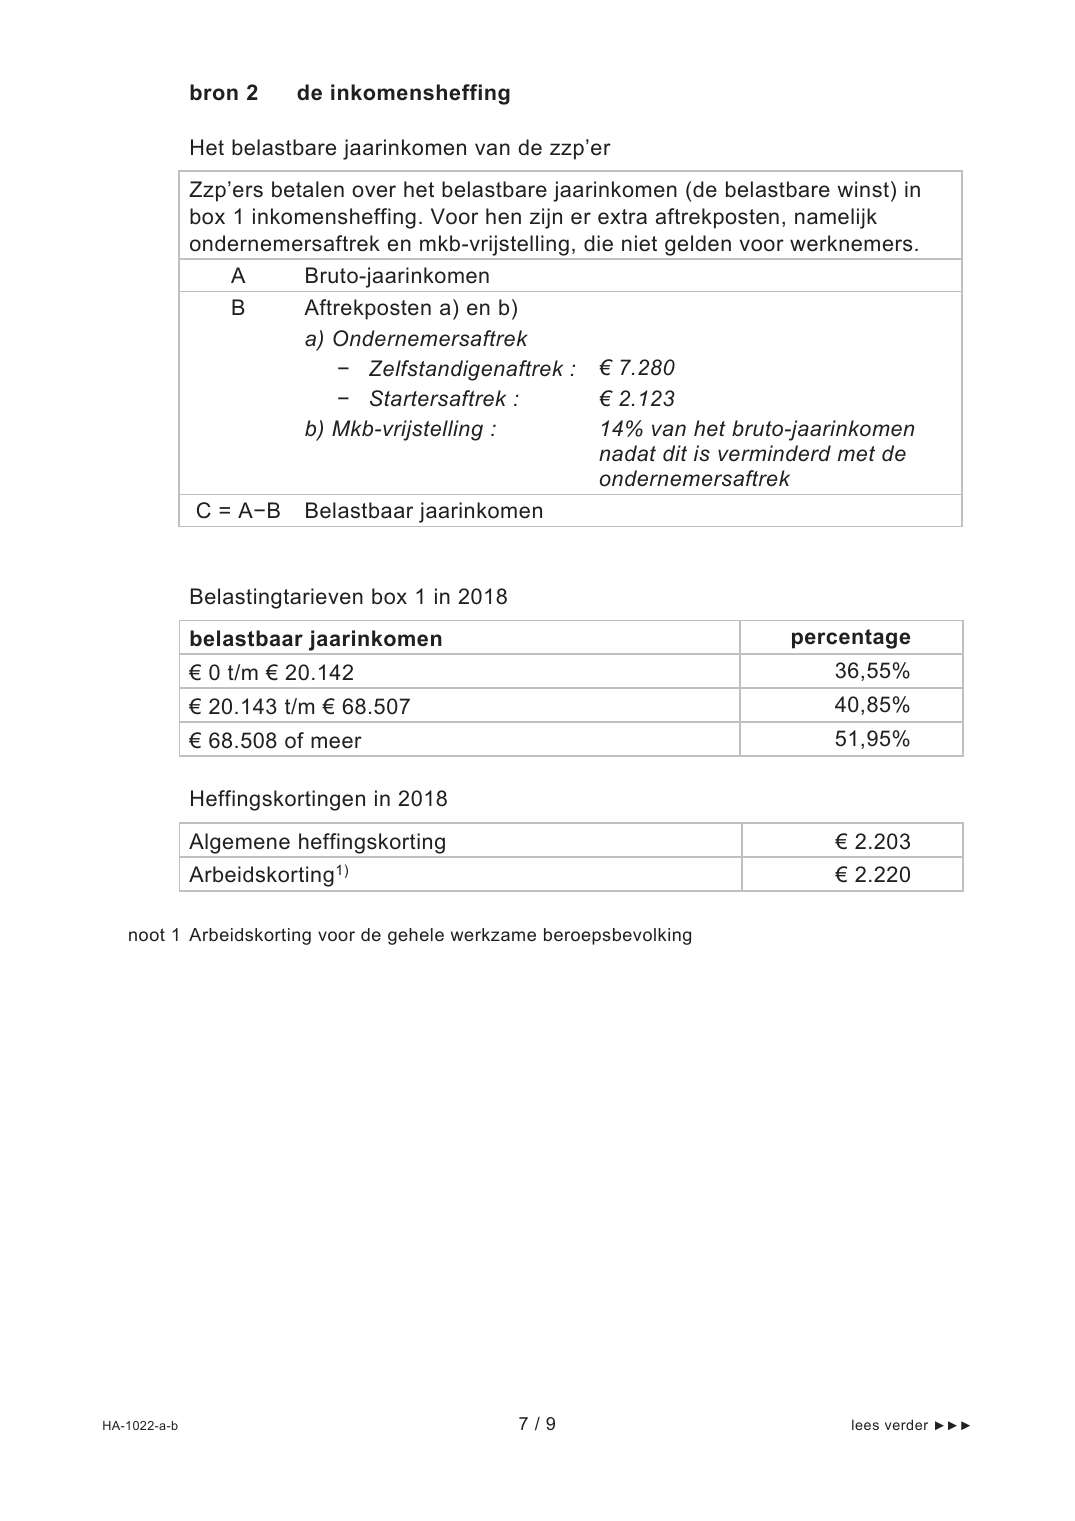 bron 2 de inkomensheffing
Het belastbare jaarinkomen van de zzp’er
Zzp’ers betalen over het belastbare jaarinkomen (de belastbare winst) in
box 1 inkomensheffing. Voor hen zijn er extra aftrekposten, namelijk
ondernemersaftrek en mkb-vrijstelling, die niet gelden voor werknemers.
A Bruto-jaarinkomen
B Aftrekposten a) en b)
a) Ondernemersaftrek
− Zelfstandigenaftrek : € 7.280
− Startersaftrek : € 2.123
b) Mkb-vrijstelling : 14% van het bruto-jaarinkomen
nadat dit is verminderd met de
ondernemersaftrek
C = A−B Belastbaar jaarinkomen
Belastingtarieven box 1 in 2018
belastbaar jaarinkomen percentage
€ 0 t/m € 20.142 36,55%
€ 20.143 t/m € 68.507 40,85%
€ 68.508 of meer 51,95%
Heffingskortingen in 2018
Algemene heffingskorting € 2.203
Arbeidskorting1) € 2.220
noot 1 Arbeidskorting voor de gehele werkzame beroepsbevolking
HA-1022-a-b 7 / 9 lees verder ►►►